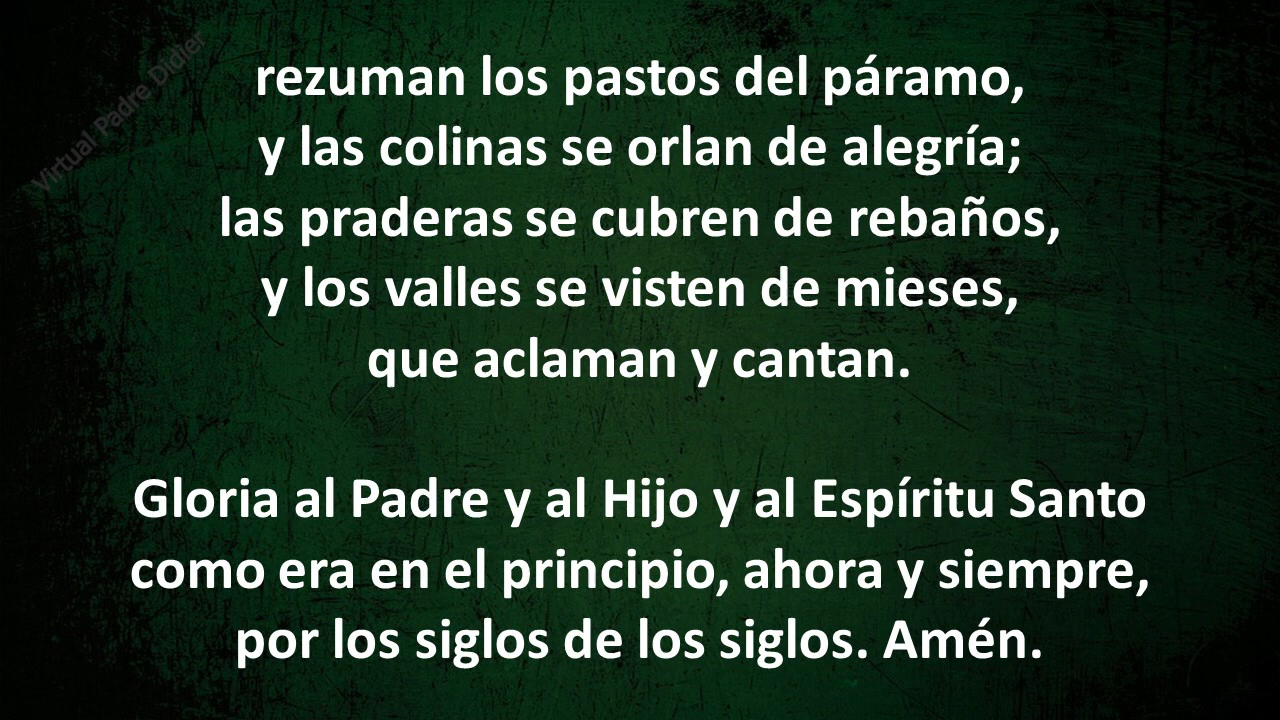 Virtual Padre Didier
rezuman los pastos del páramo,
y las colinas se orlan de alegría;
las praderas se cubren de rebaños,
y los valles se visten de mieses,
que aclaman y cantan.
Gloria al Padre y al Hijo y al Espíritu Santo
como era en el principio, ahora y siempre,
por los siglos de los siglos. Amén.